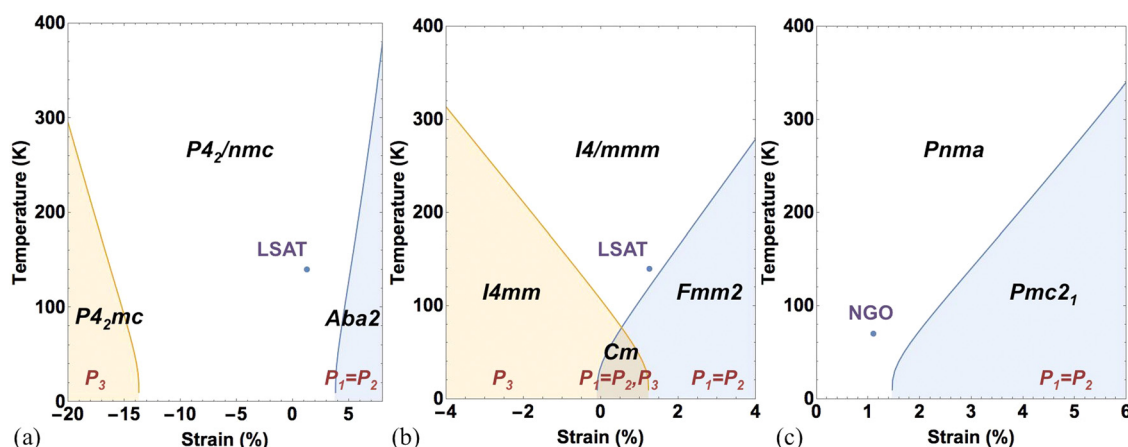 400
300
200
100
0
Temperature (K)
P4₂/nmc
LSAT
P4₂mc
Aba2
P₃
P₁=P₂
−20 −15 −10 −5 0 5
(a)
Strain (%)
400
300
200
100
0
Temperature (K)
I4/mmm
LSAT
I4mm
Fmm2
Cm
P₃
P₁=P₂,P₃
P₁=P₂
−4 −2 0 2 4
(b)
Strain (%)
400
300
200
100
0
Temperature (K)
Pnma
NGO
Pmc2₁
P₁=P₂
0 1 2 3 4 5 6
(c)
Strain (%)